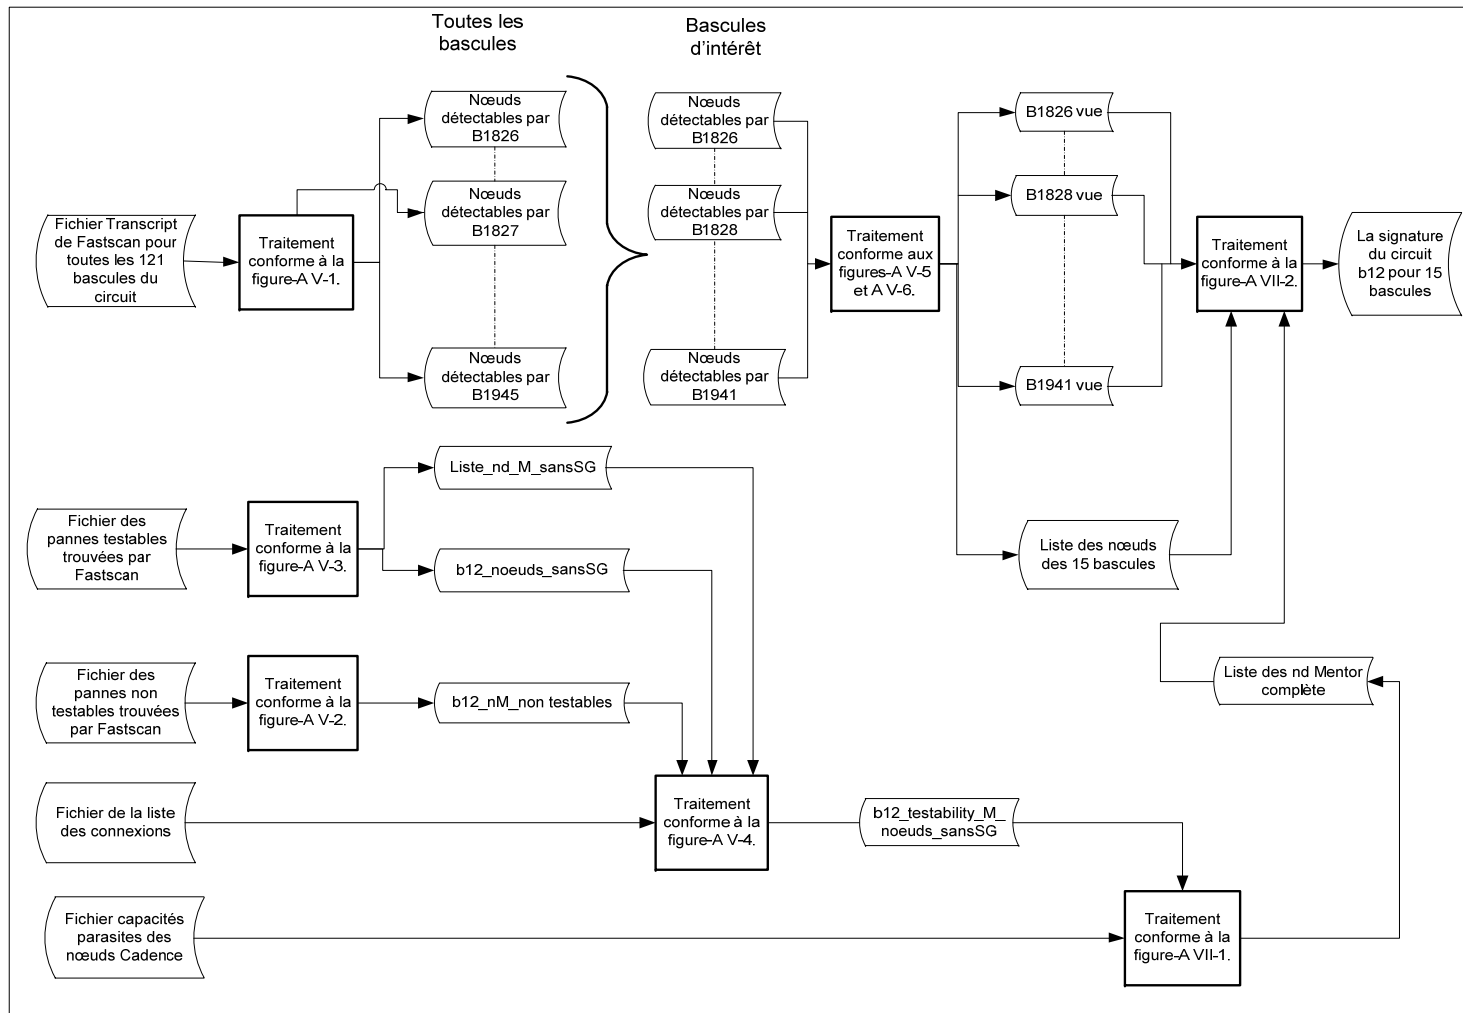 Toutes les
bascules
Bascules
d'intérêt
Nœuds
détectables par
B1826
Nœuds
détectables par
B1827
Nœuds
détectables par
B1945
Nœuds
détectables par
B1826
Nœuds
détectables par
B1828
Nœuds
détectables par
B1941
Fichier Transcript
de Fastscan pour
toutes les 121
bascules du
circuit
Traitement
conforme à la
figure-A V-1.
Traitement
conforme aux
figures-A V-5
et A V-6.
B1826 vue
B1828 vue
B1941 vue
Traitement
conforme à la
figure-A VII-2.
La signature
du circuit
b12 pour 15
bascules
Liste_nd_M_sansSG
Fichier des
pannes testables
trouvées par
Fastscan
Traitement
conforme à la
figure-A V-3.
b12_noeuds_sansSG
Liste des nœuds
des 15 bascules
Fichier des
pannes non
testables trouvées
par Fastscan
Traitement
conforme à la
figure-A V-2.
b12_nM_non testables
Liste des nd Mentor
complète
Fichier de la liste
des connexions
Traitement
conforme à la
figure-A V-4.
b12_testability_M_
noeuds_sansSG
Fichier capacités
parasites des
nœuds Cadence
Traitement
conforme à la
figure-A VII-1.